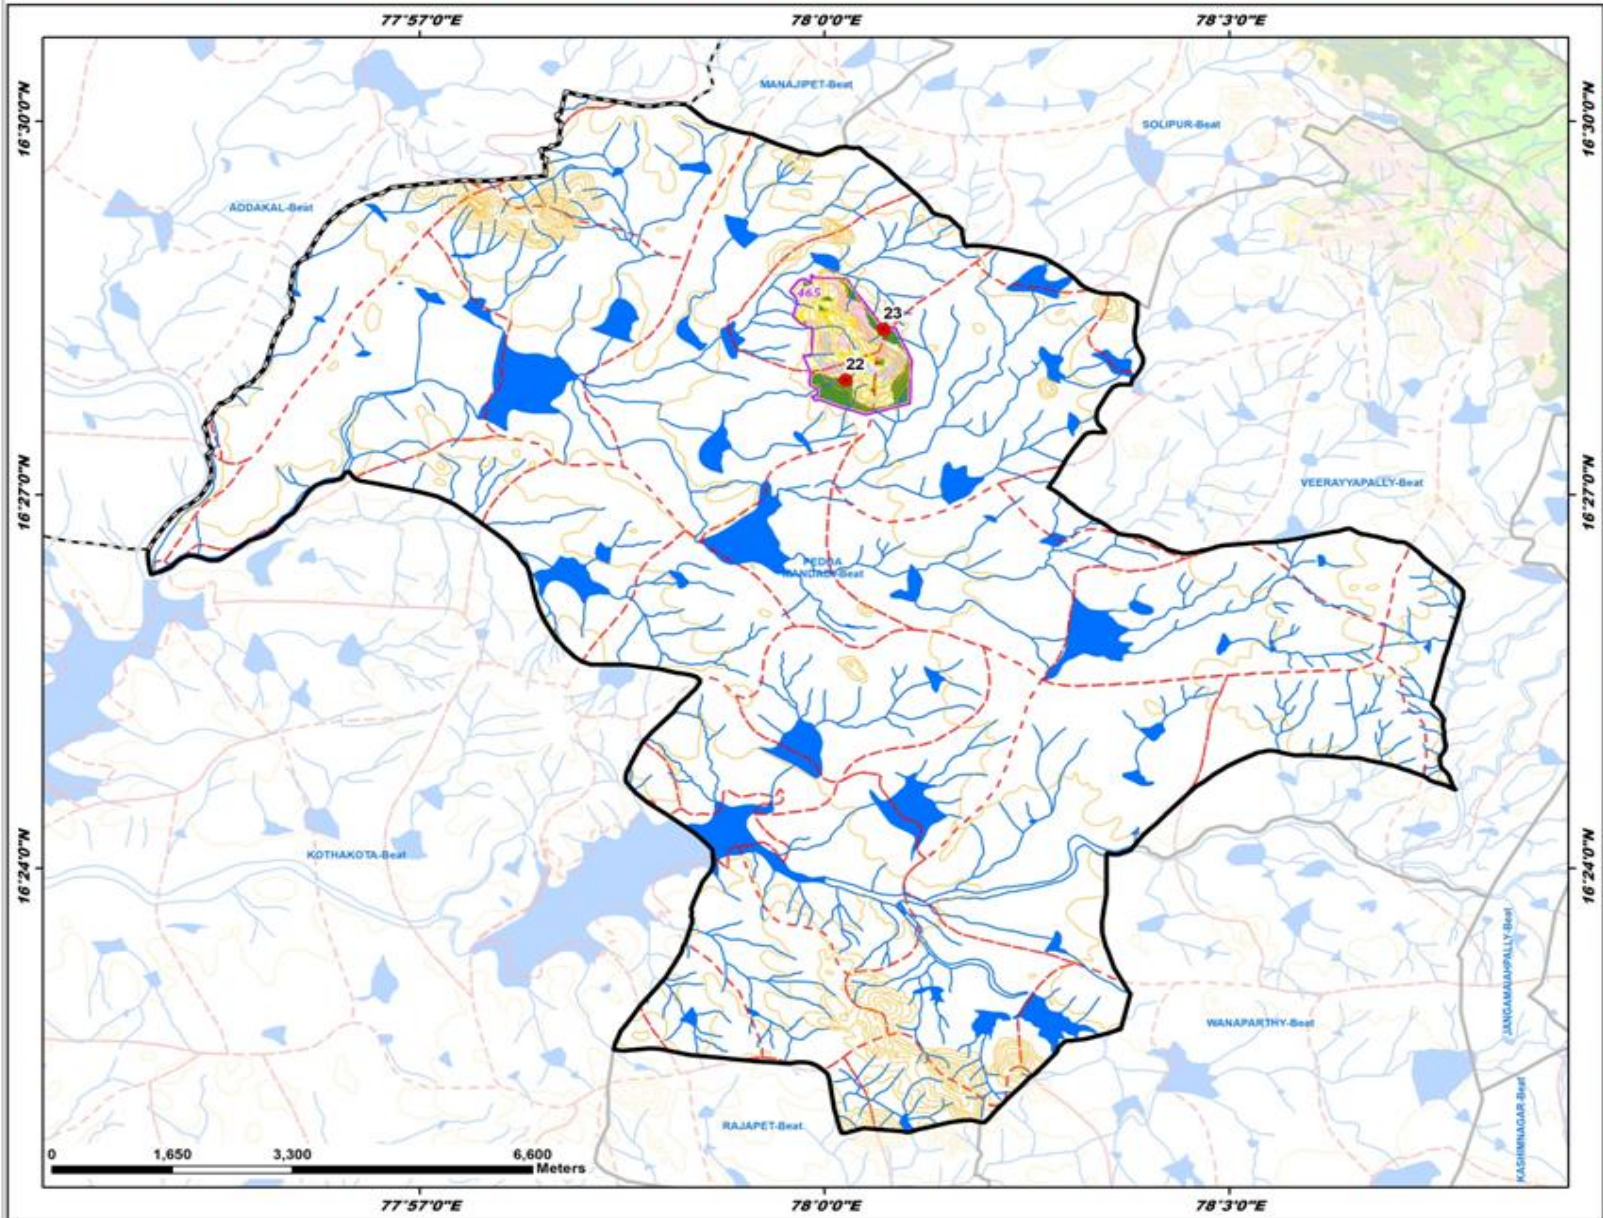 77°57'0"E
78°0'0"E
78°3'0"E
16°30'0"N
16°30'0"N
MANAJIPET-Beat
SOLIPUR-Beat
ADDAKAL-Beat
465
23
22
16°27'0"N
16°27'0"N
VEERAYYAPALLY-Beat
PEDDA
MANDADI-Beat
KOTHAKOTA-Beat
16°24'0"N
16°24'0"N
JANGAMAIAHPALLY-Beat
WANAPARTHY-Beat
KASHIMNAGAR-Beat
RAJAPET-Beat
0 1,650 3,300 6,600
Meters
77°57'0"E
78°0'0"E
78°3'0"E